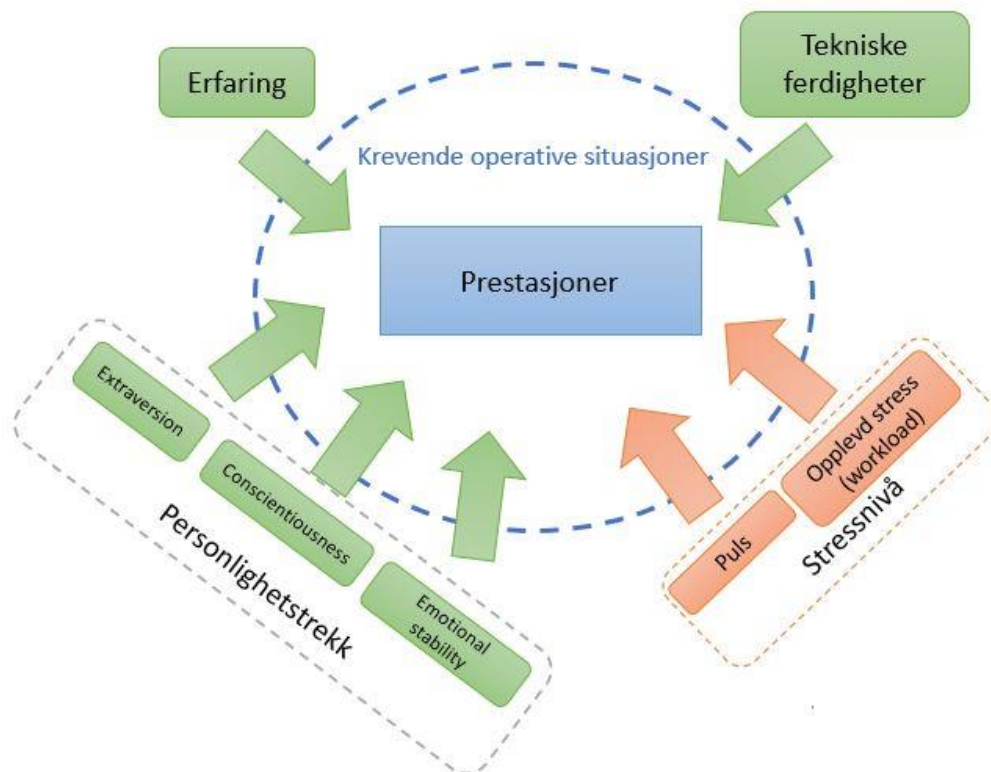 Erfaring
Tekniske
ferdigheter
Krevende operative situasjoner
Prestasjoner
Extraversion
Conscientiousness
Emotional
stability
Personlighetstrekk
Opplevd stress
(workload)
Puls
Stressnivå